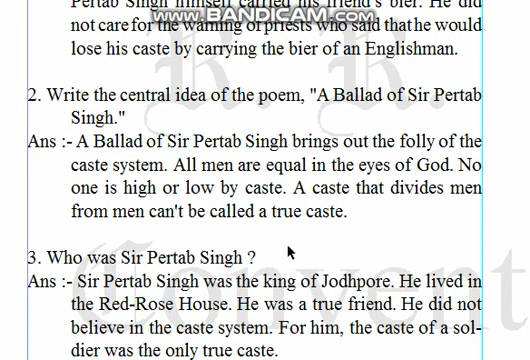 Pertab Singh himself carried his friend's bier. He did
WWW.BANDICAM.COM
not care for the warning of priests who said that he would
lose his caste by carrying the bier of an Englishman.
2. Write the central idea of the poem, "A Ballad of Sir Pertab
Singh."
Ans :- A Ballad of Sir Pertab Singh brings out the folly of the
caste system. All men are equal in the eyes of God. No
one is high or low by caste. A caste that divides men
from men can't be called a true caste.
3. Who was Sir Pertab Singh ?
Ans :- Sir Pertab Singh was the king of Jodhpore. He lived in
the Red-Rose House. He was a true friend. He did not
believe in the caste system. For him, the caste of a sol-
dier was the only true caste.
R. R.
Convent